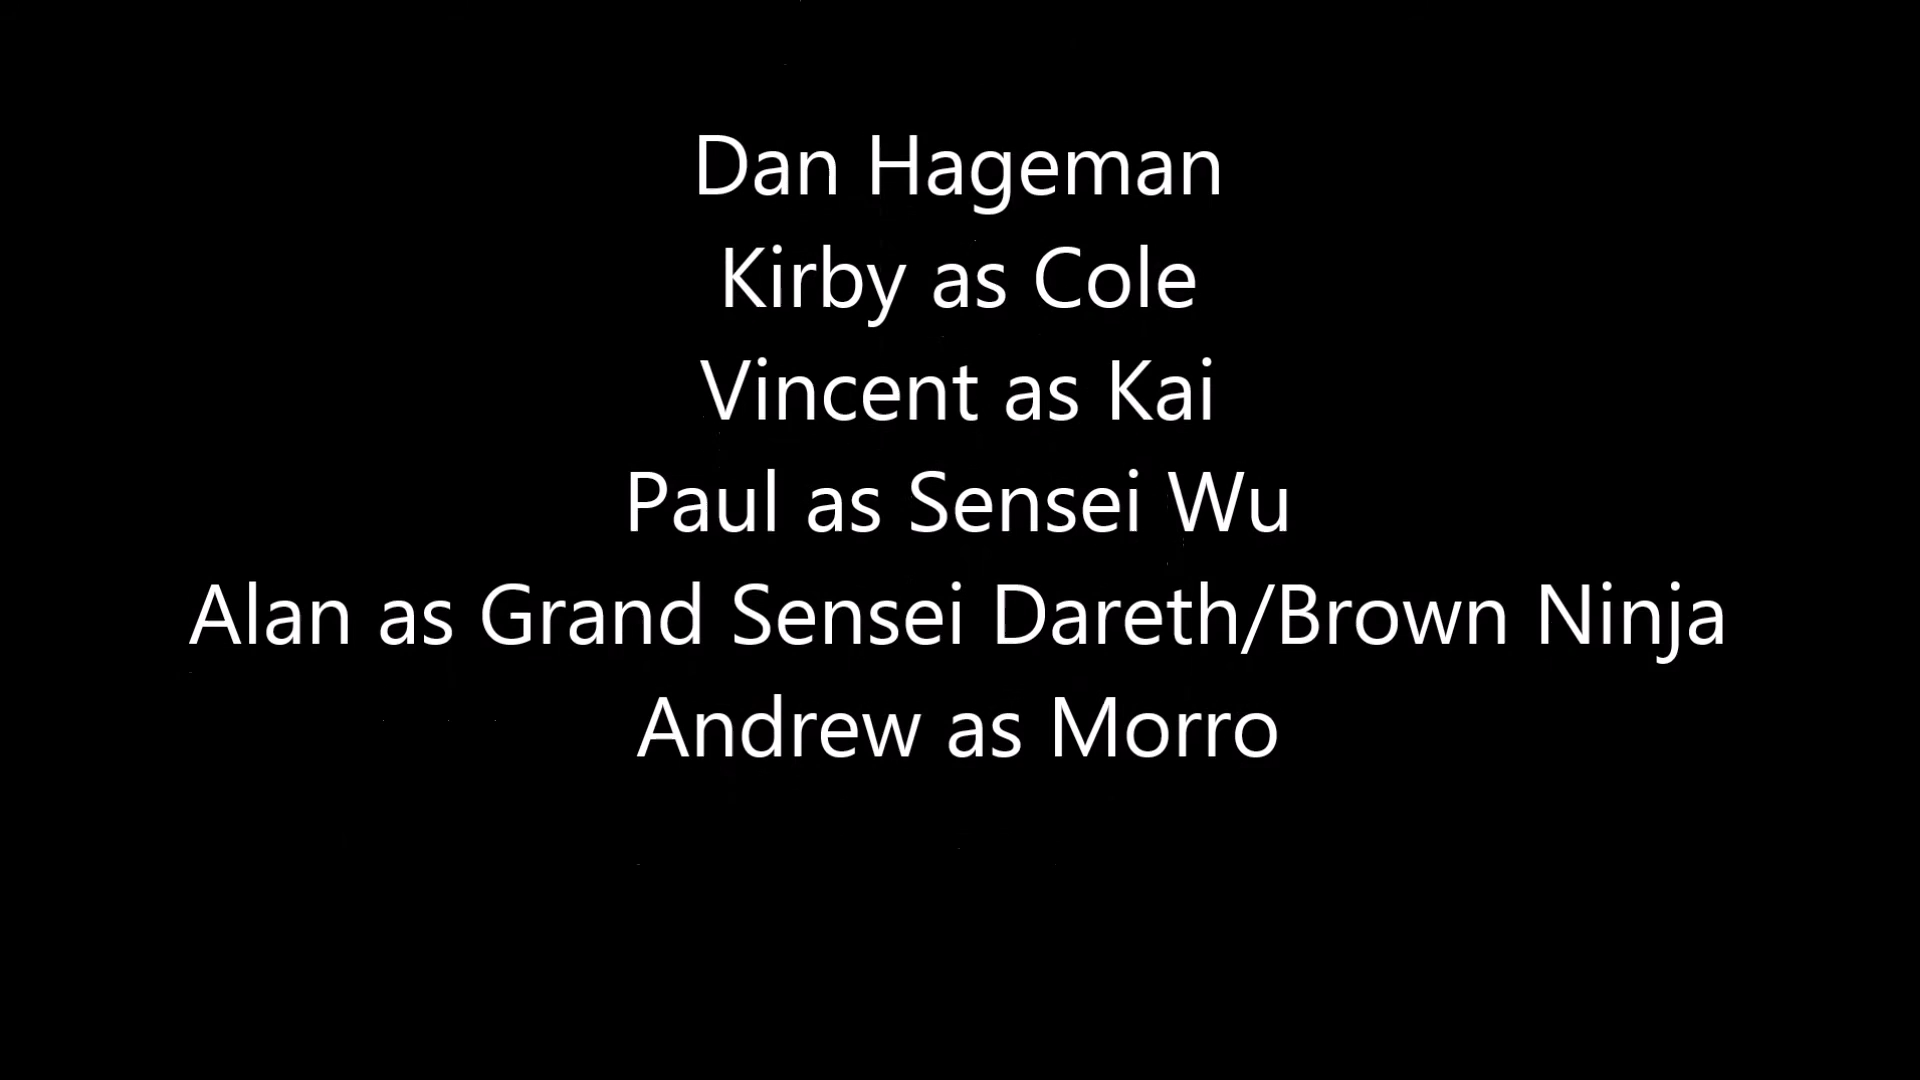 Dan Hageman
Kirby as Cole
Vincent as Kai
Paul as Sensei Wu
Alan as Grand Sensei Dareth/Brown Ninja
Andrew as Morro